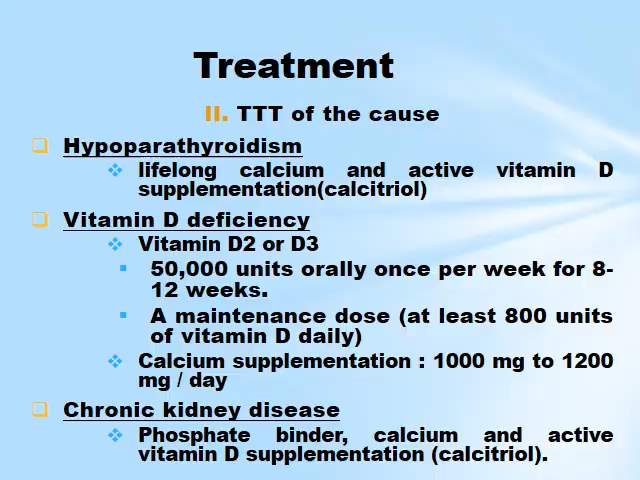 Treatment
II. TTT of the cause
Hypoparathyroidism
lifelong calcium and active vitamin D
supplementation(calcitriol)
Vitamin D deficiency
Vitamin D2 or D3
50,000 units orally once per week for 8-
12 weeks.
A maintenance dose (at least 800 units
of vitamin D daily)
Calcium supplementation : 1000 mg to 1200
mg / day
Chronic kidney disease
Phosphate binder, calcium and active
vitamin D supplementation (calcitriol).